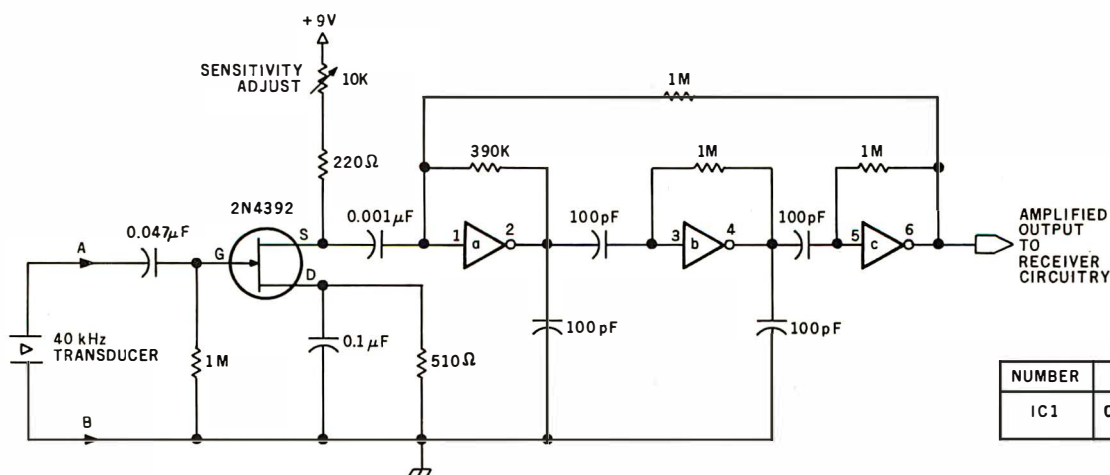 +9V
SENSITIVITY
ADJUST
10K
220Ω
1M
390K
1M
1M
2N4392
0.047μF
A
G
S
D
0.001μF
1
a
2
100pF
3
b
4
100pF
5
c
6
AMPLIFIED
OUTPUT
TO
RECEIVER
CIRCUITRY
40 kHz
TRANSDUCER
1M
0.1μF
510Ω
100pF
100pF
B
NUMBER
IC1